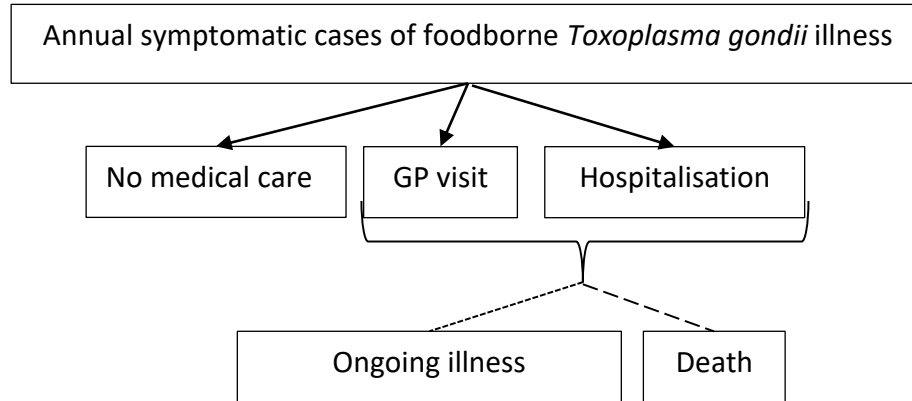 Annual symptomatic cases of foodborne Toxoplasma gondii illness
No medical care
GP visit
Hospitalisation
Ongoing illness
Death